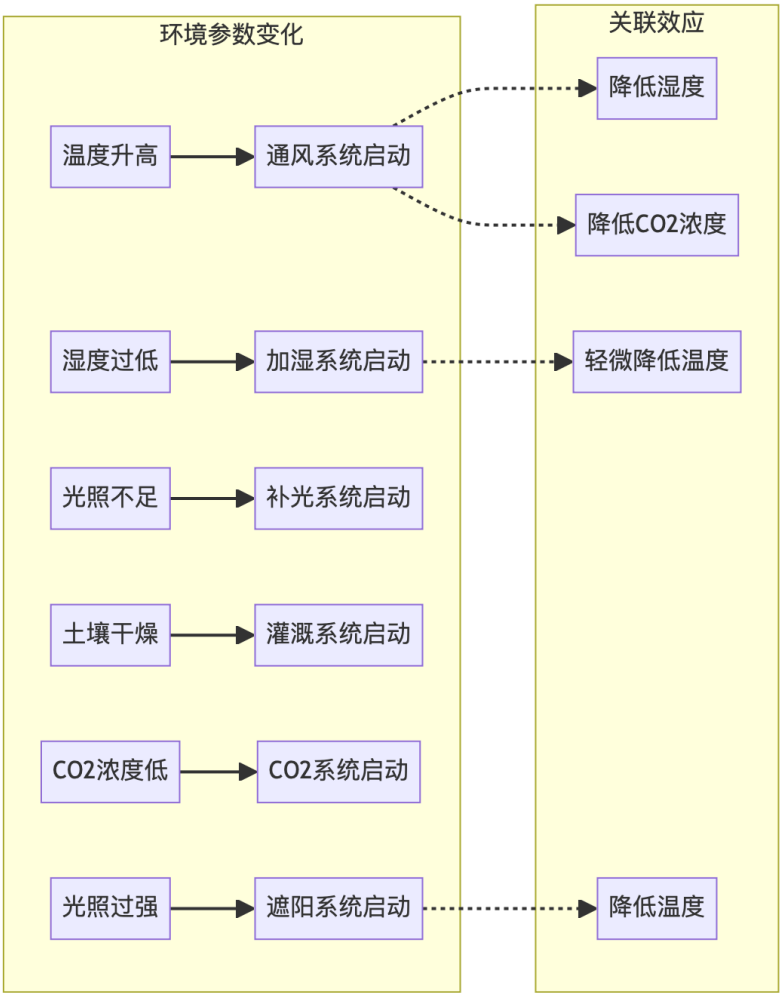 环境参数变化
关联效应
温度升高
通风系统启动
降低湿度
降低CO2浓度
湿度过低
加湿系统启动
轻微降低温度
光照不足
补光系统启动
土壤干燥
灌溉系统启动
CO2浓度低
CO2系统启动
光照过强
遮阳系统启动
降低温度